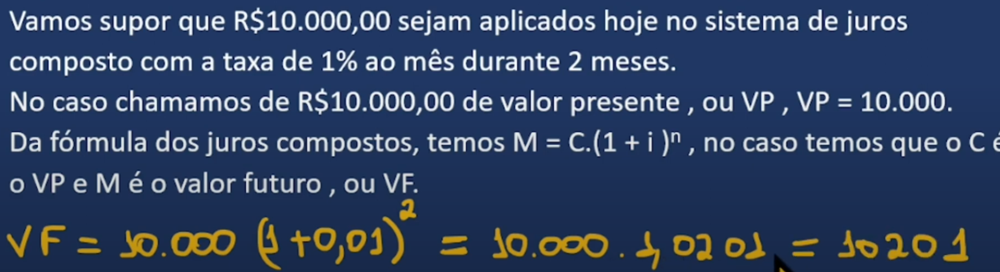 Vamos supor que R$10.000,00 sejam aplicados hoje no sistema de juros
composto com a taxa de 1% ao mês durante 2 meses.
No caso chamamos de R$10.000,00 de valor presente , ou VP , VP = 10.000.
Da fórmula dos juros compostos, temos M = C.(1 + i )ⁿ , no caso temos que o C é
o VP e M é o valor futuro , ou VF.
VF = 10.000 (1+0,01)² = 10.000 . 1,0201 = 10201